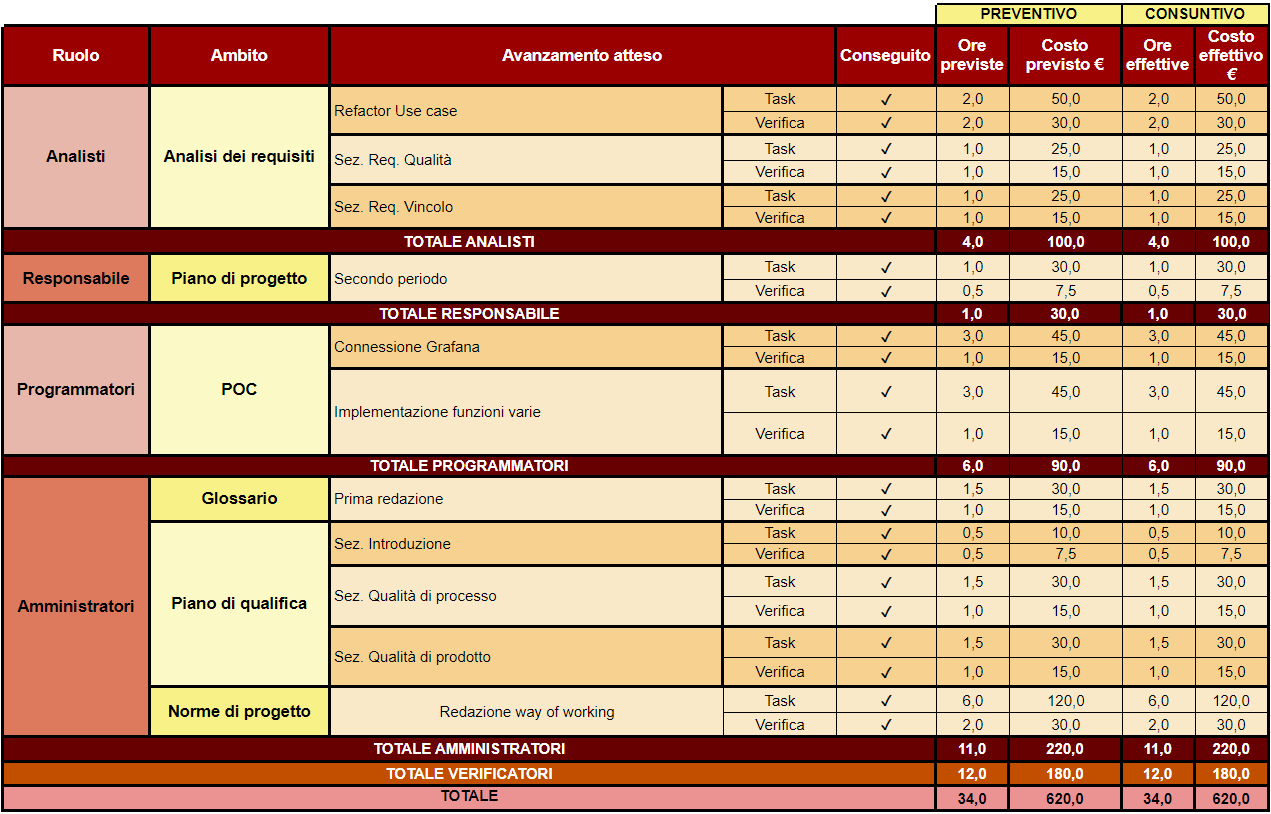 PREVENTIVO CONSUNTIVO
Ruolo Ambito Avanzamento atteso Conseguito Ore previste Costo previsto € Ore effettive Costo effettivo €
Analisti Analisi dei requisiti Refactor Use case Task ✓ 2,0 50,0 2,0 50,0
Verifica ✓ 2,0 30,0 2,0 30,0
Sez. Req. Qualità Task ✓ 1,0 25,0 1,0 25,0
Verifica ✓ 1,0 15,0 1,0 15,0
Sez. Req. Vincolo Task ✓ 1,0 25,0 1,0 25,0
Verifica ✓ 1,0 15,0 1,0 15,0
TOTALE ANALISTI 4,0 100,0 4,0 100,0
Responsabile Piano di progetto Secondo periodo Task ✓ 1,0 30,0 1,0 30,0
Verifica ✓ 0,5 7,5 0,5 7,5
TOTALE RESPONSABILE 1,0 30,0 1,0 30,0
Programmatori POC Connessione Grafana Task ✓ 3,0 45,0 3,0 45,0
Verifica ✓ 1,0 15,0 1,0 15,0
Implementazione funzioni varie Task ✓ 3,0 45,0 3,0 45,0
Verifica ✓ 1,0 15,0 1,0 15,0
TOTALE PROGRAMMATORI 6,0 90,0 6,0 90,0
Amministratori Glossario Prima redazione Task ✓ 1,5 30,0 1,5 30,0
Verifica ✓ 1,0 15,0 1,0 15,0
Piano di qualifica Sez. Introduzione Task ✓ 0,5 10,0 0,5 10,0
Verifica ✓ 0,5 7,5 0,5 7,5
Sez. Qualità di processo Task ✓ 1,5 30,0 1,5 30,0
Verifica ✓ 1,0 15,0 1,0 15,0
Sez. Qualità di prodotto Task ✓ 1,5 30,0 1,5 30,0
Verifica ✓ 1,0 15,0 1,0 15,0
Norme di progetto Redazione way of working Task ✓ 6,0 120,0 6,0 120,0
Verifica ✓ 2,0 30,0 2,0 30,0
TOTALE AMMINISTRATORI 11,0 220,0 11,0 220,0
TOTALE VERIFICATORI 12,0 180,0 12,0 180,0
TOTALE 34,0 620,0 34,0 620,0